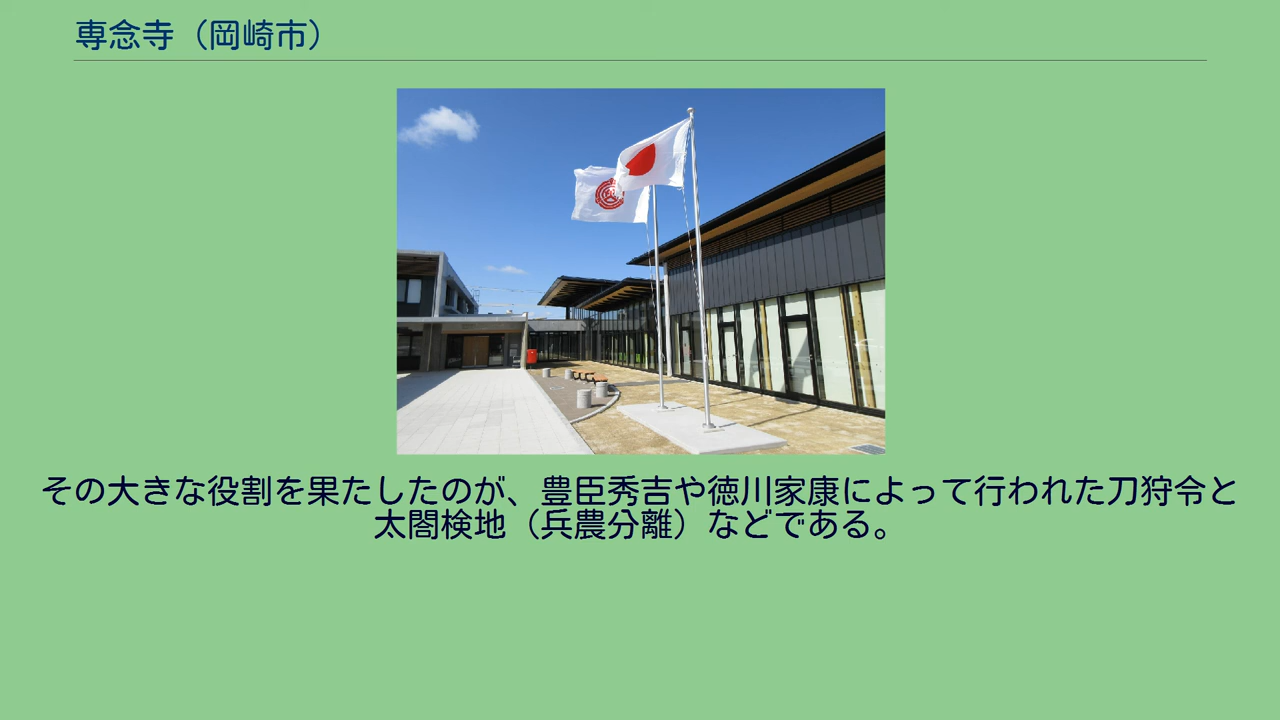 専念寺（岡崎市）
その大きな役割を果たしたのが、豊臣秀吉や徳川家康によって行われた刀狩令と
太閤検地（兵農分離）などである。